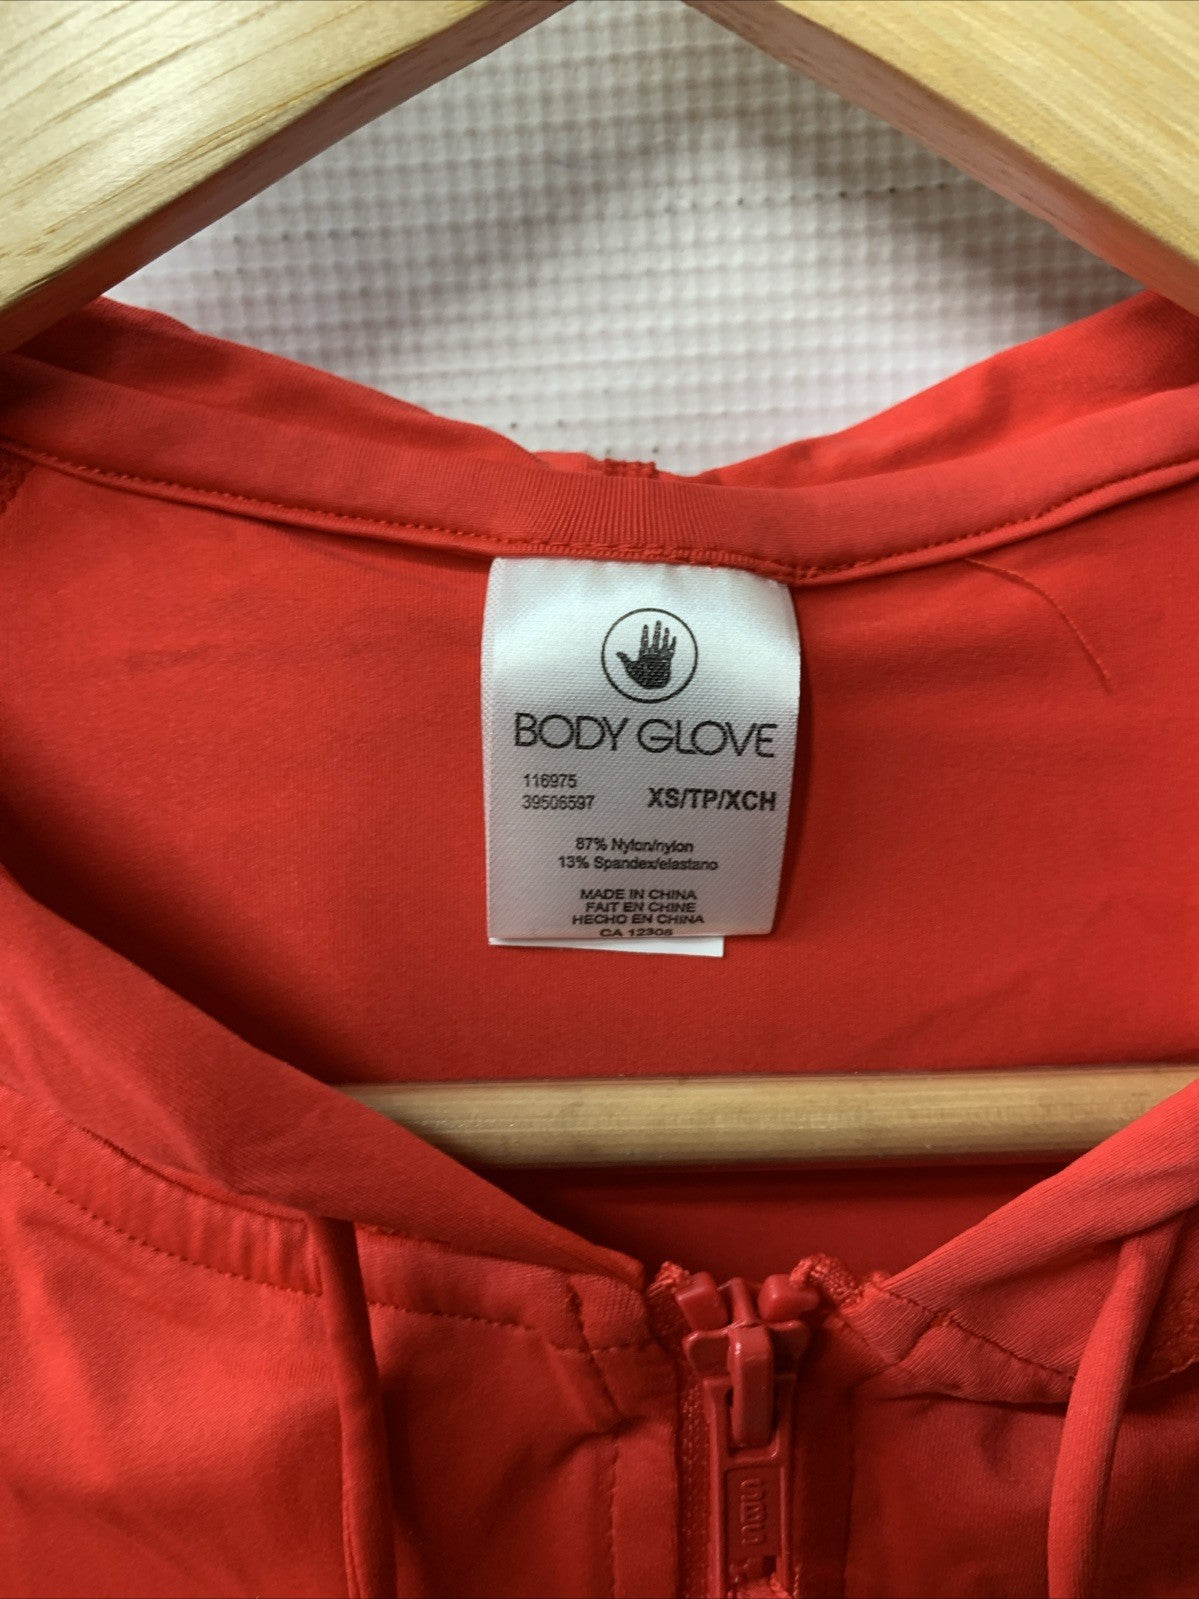 BODY GLOVE
116975
39506597 XS/TP/XCH
87% Nylon/nylon
13% Spandex/elastano
MADE IN CHINA
FAIT EN CHINE
HECHO EN CHINA
CA 12308